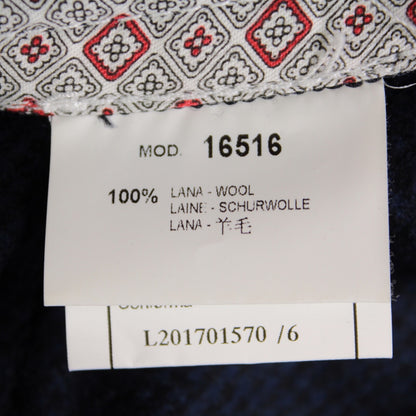 MOD. 16516
100% LANA - WOOL
LAINE - SCHURWOLLE
LANA - 羊毛
L201701570 /6